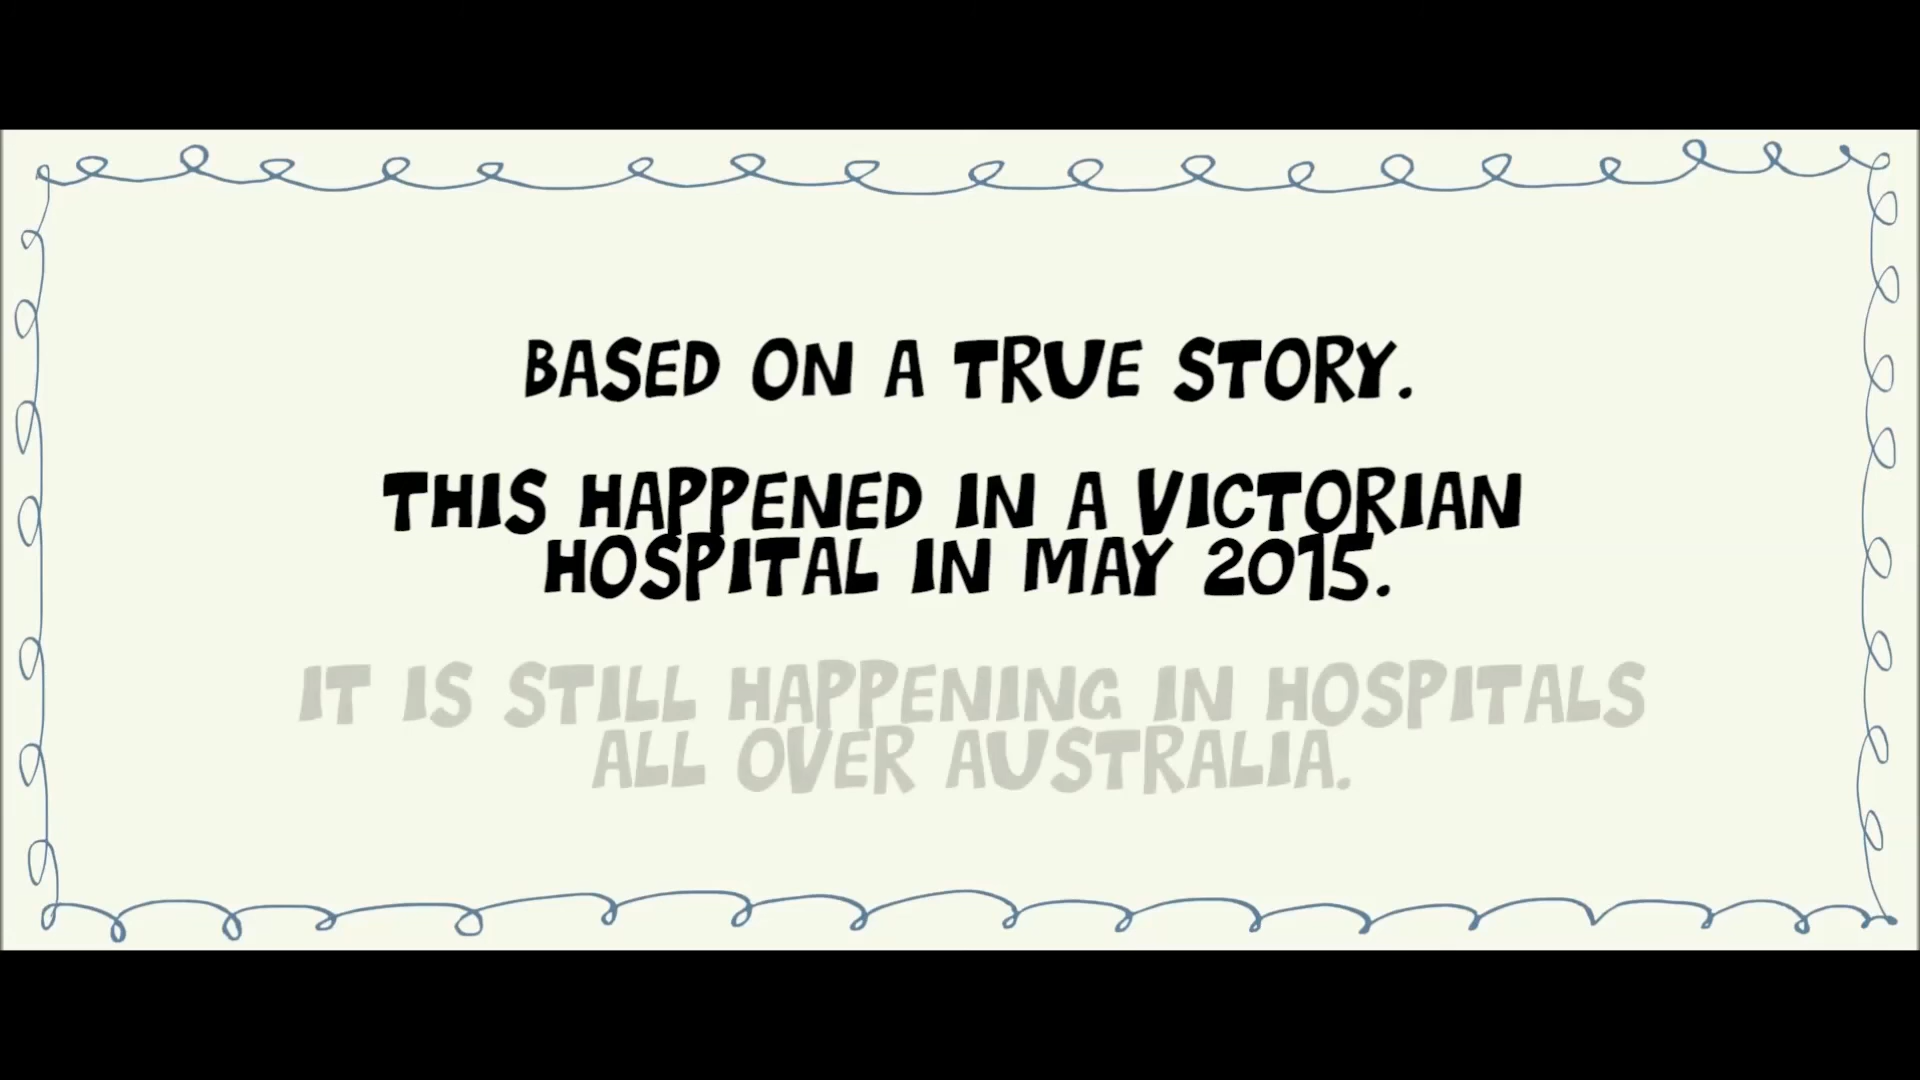 BASED ON A TRUE STORY.
THIS HAPPENED IN A VICTORIAN
HOSPITAL IN MAY 2015.
IT IS STILL HAPPENING IN HOSPITALS
ALL OVER AUSTRALIA.